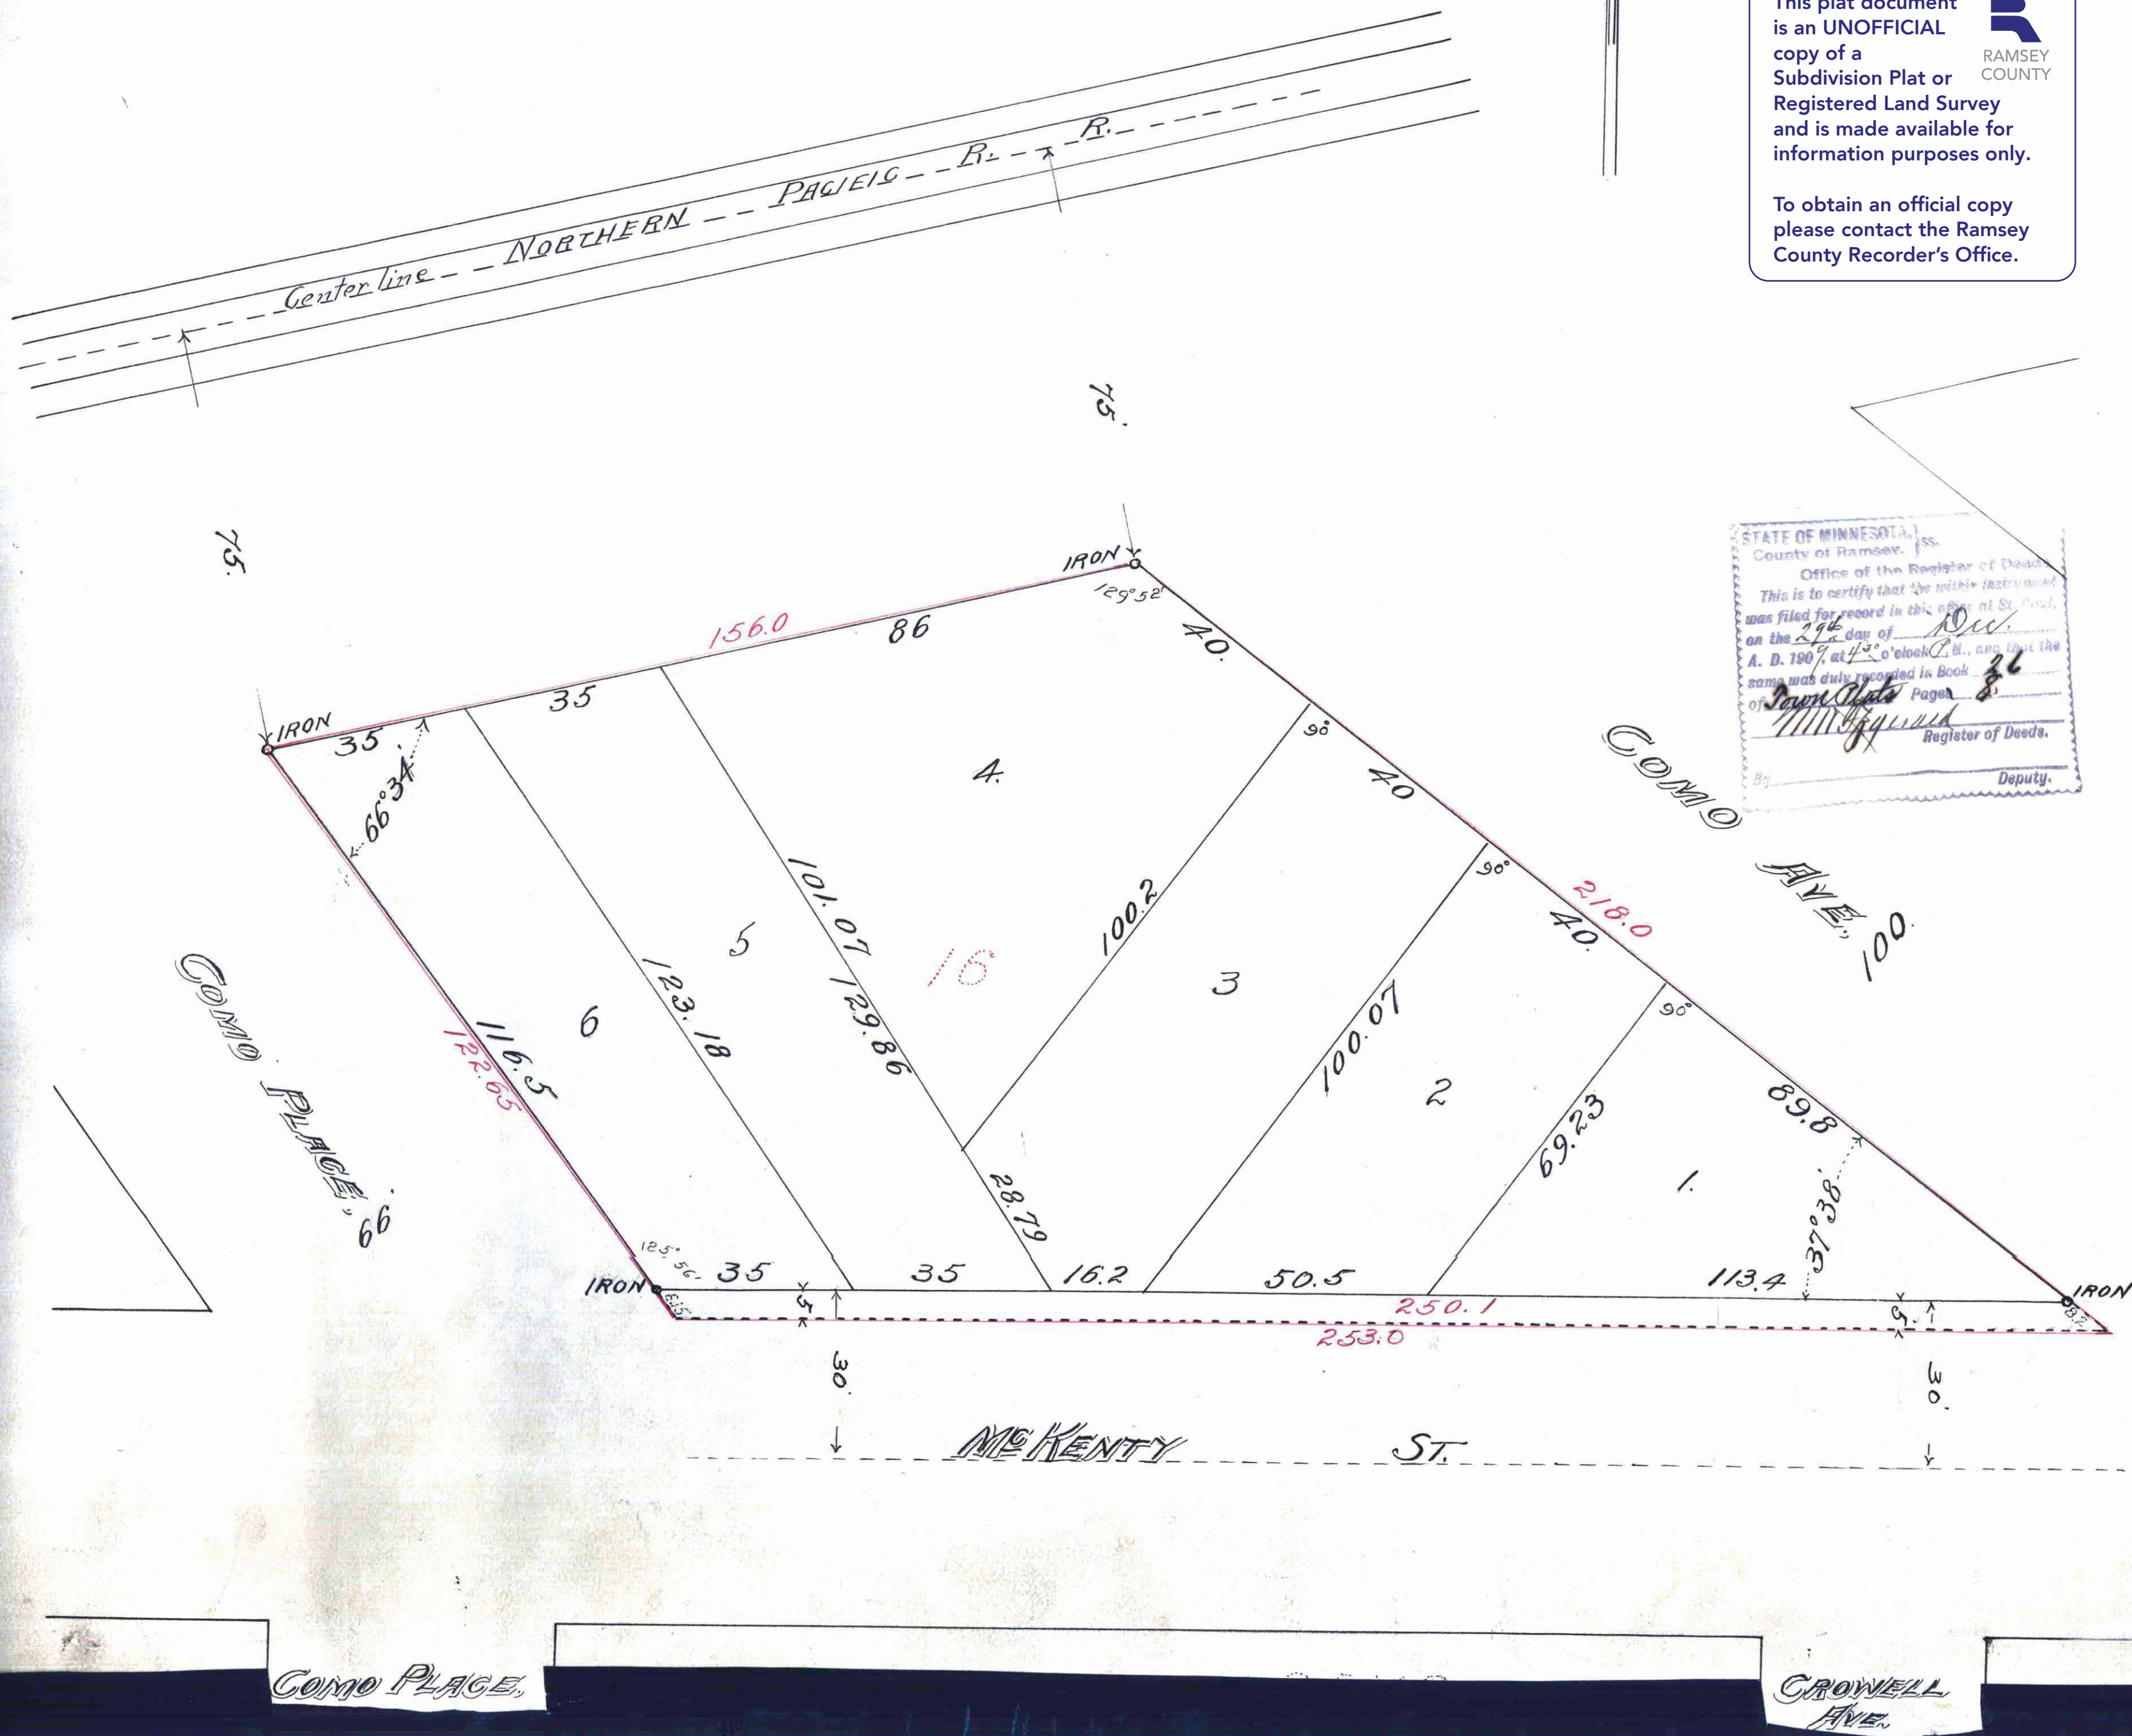 This plat document
is an UNOFFICIAL
copy of a
Subdivision Plat or
Registered Land Survey
and is made available for
information purposes only.
To obtain an official copy
please contact the Ramsey
County Recorder's Office.
RAMSEY
COUNTY
Center line NORTHERN PACIFIC R. R.
75.
75.
STATE OF MINNESOTA, } ss.
County of Ramsey.
Office of the Register of Deeds
This is to certify that the within instrument
was filed for record in this office at St. Paul,
on the 29th day of Dec.
A. D. 1909, at 4 30 o'clock P. M., and that the
same was duly recorded in Book 26
of Town Plats Page 8
Register of Deeds.
By Deputy.
IRON
129°52'
156.0
86
35
40.
IRON
35
66°34'
90°
4.
40
COMO AVE., 100.
90°
218.0
40.
101.07
100.2
5
16
3
123.18
129.86
90°
6
COMO PLACE, 66.
116.5
122.65
100.07
2
69.23
89.8
1.
37°38'
28.79
125°56'
IRON
35
35
16.2
50.5
113.4
IRON
6.15
5.
250.1
5.
8.2
253.0
30.
30.
McKENTY ST.
COMO PLACE.
CROWELL
AVE.